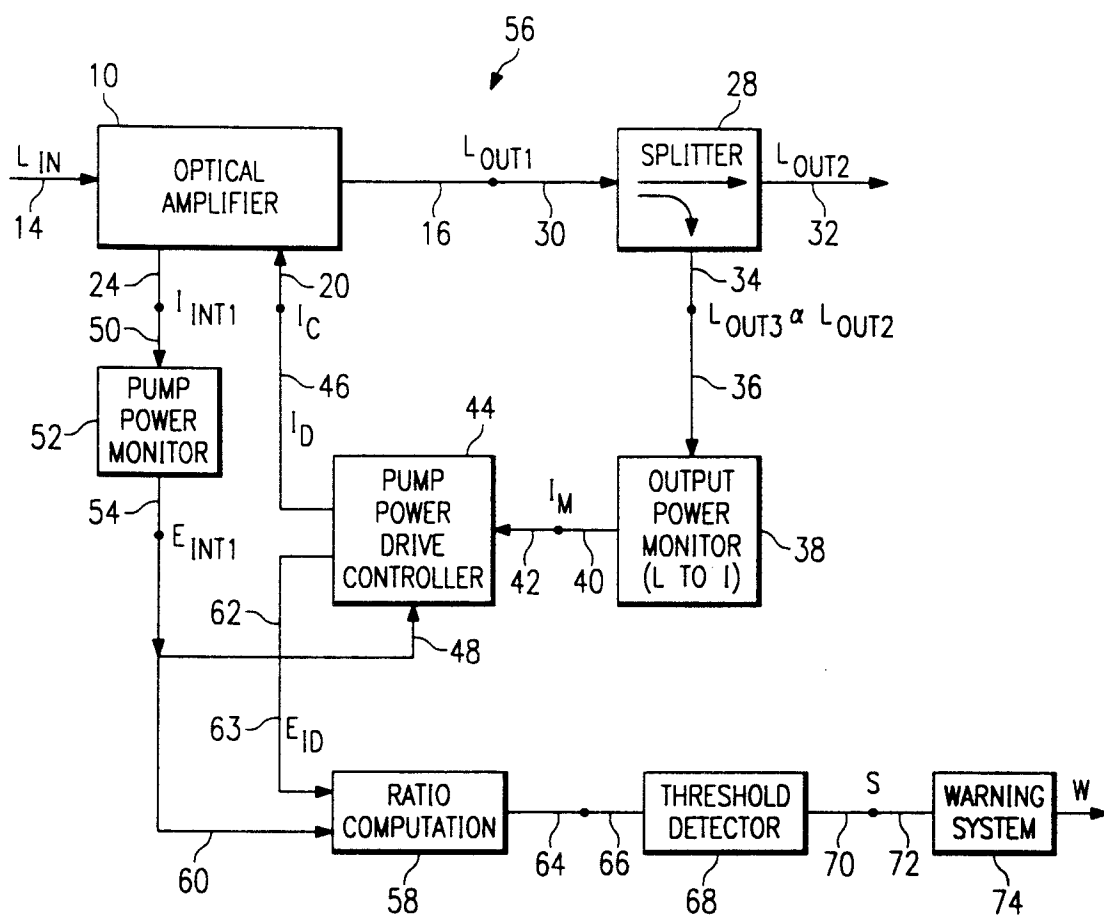 56
10
28
L IN
OPTICAL
AMPLIFIER
L OUT1
SPLITTER
L OUT2
14
16
30
32
24
20
34
I INT1
I C
L OUT3 α L OUT2
50
46
36
PUMP
POWER
MONITOR
52
I D
44
PUMP
POWER
DRIVE
CONTROLLER
I M
OUTPUT
POWER
MONITOR
(L TO I)
38
54
E INT1
42
40
62
48
63
E ID
RATIO
COMPUTATION
THRESHOLD
DETECTOR
S
WARNING
SYSTEM
W
60
58
64
66
68
70
72
74